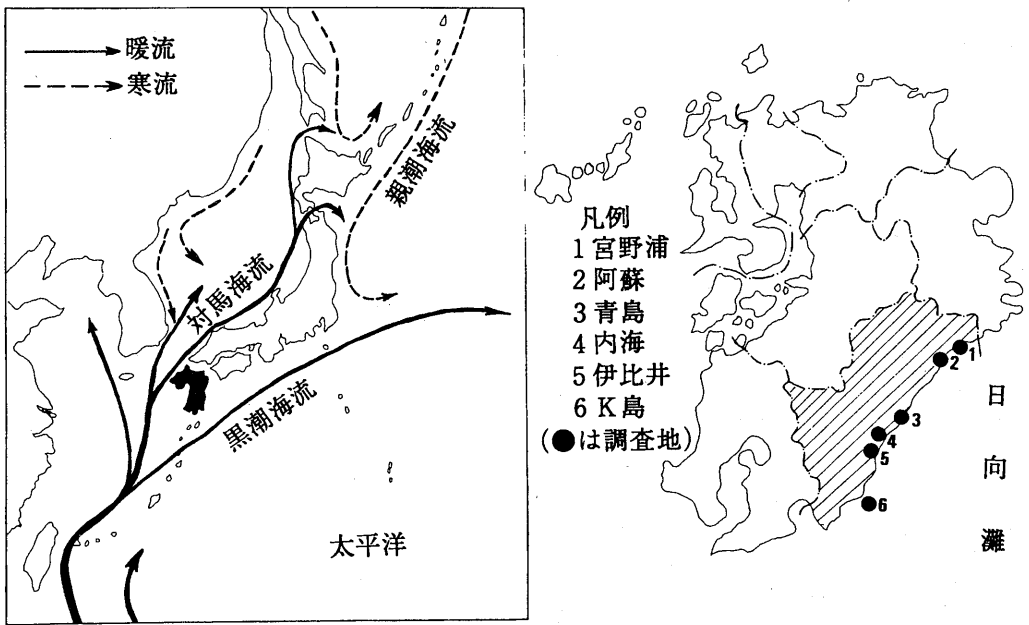 暖流
寒流
親潮海流
対馬海流
黒潮海流
太平洋
凡例
1 宮野浦
2 阿蘇
3 青島
4 内海
5 伊比井
6 K島
(●は調査地)
1
2
3
4
5
6
日向灘